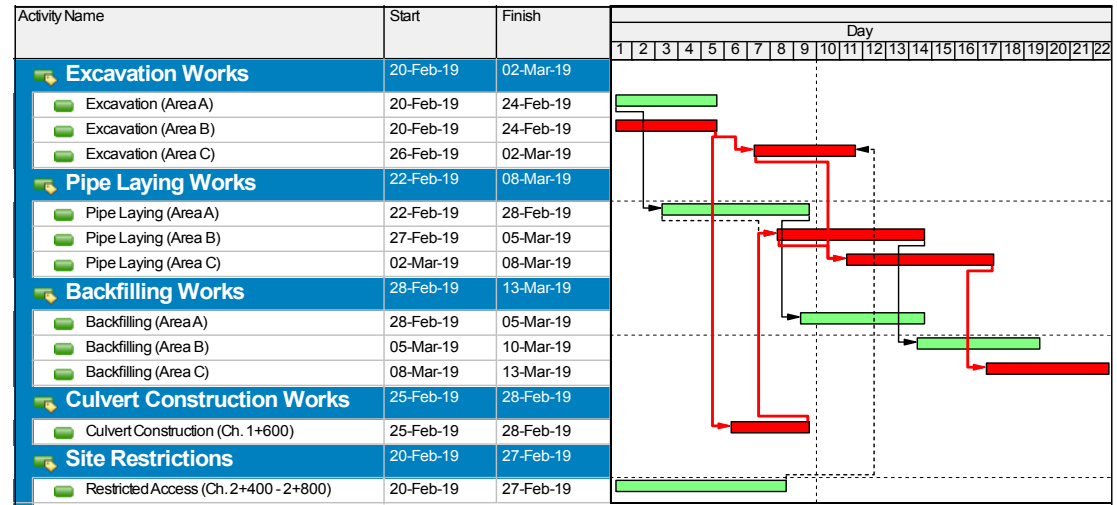 Activity Name Start Finish
Day
1 2 3 4 5 6 7 8 9 10 11 12 13 14 15 16 17 18 19 20 21 22
Excavation Works 20-Feb-19 02-Mar-19
Excavation (Area A) 20-Feb-19 24-Feb-19
Excavation (Area B) 20-Feb-19 24-Feb-19
Excavation (Area C) 26-Feb-19 02-Mar-19
Pipe Laying Works 22-Feb-19 08-Mar-19
Pipe Laying (Area A) 22-Feb-19 28-Feb-19
Pipe Laying (Area B) 27-Feb-19 05-Mar-19
Pipe Laying (Area C) 02-Mar-19 08-Mar-19
Backfilling Works 28-Feb-19 13-Mar-19
Backfilling (Area A) 28-Feb-19 05-Mar-19
Backfilling (Area B) 05-Mar-19 10-Mar-19
Backfilling (Area C) 08-Mar-19 13-Mar-19
Culvert Construction Works 25-Feb-19 28-Feb-19
Culvert Construction (Ch. 1+600) 25-Feb-19 28-Feb-19
Site Restrictions 20-Feb-19 27-Feb-19
Restricted Access (Ch. 2+400 - 2+800) 20-Feb-19 27-Feb-19